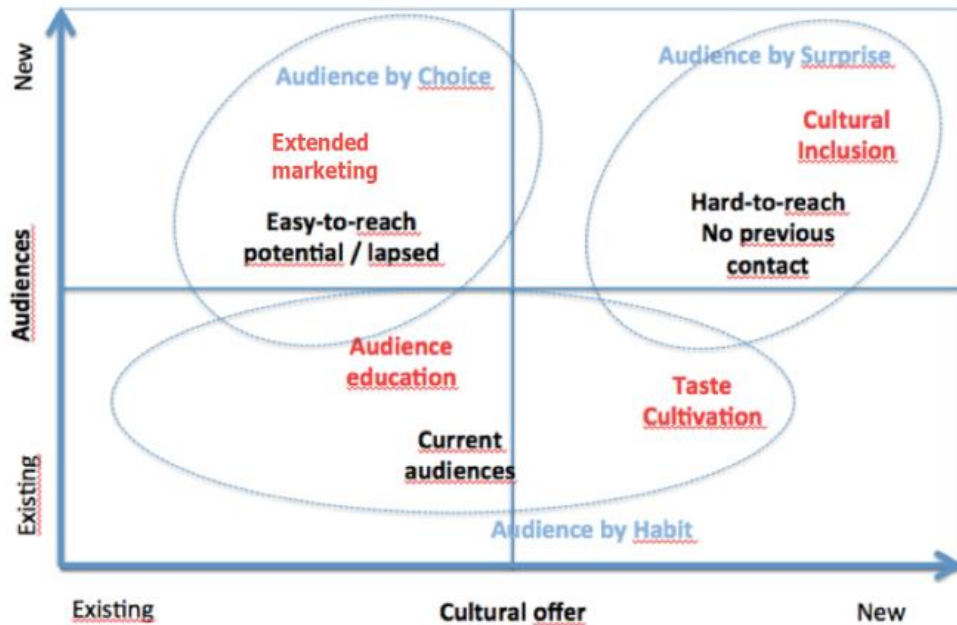 New
Audience by Choice
Audience by Surprise
Extended
marketing
Cultural
Inclusion
Easy-to-reach
potential / lapsed
Hard-to-reach
No previous
contact
Audiences
Audience
education
Taste
Cultivation
Current
audiences
Existing
Audience by Habit
Existing
Cultural offer
New